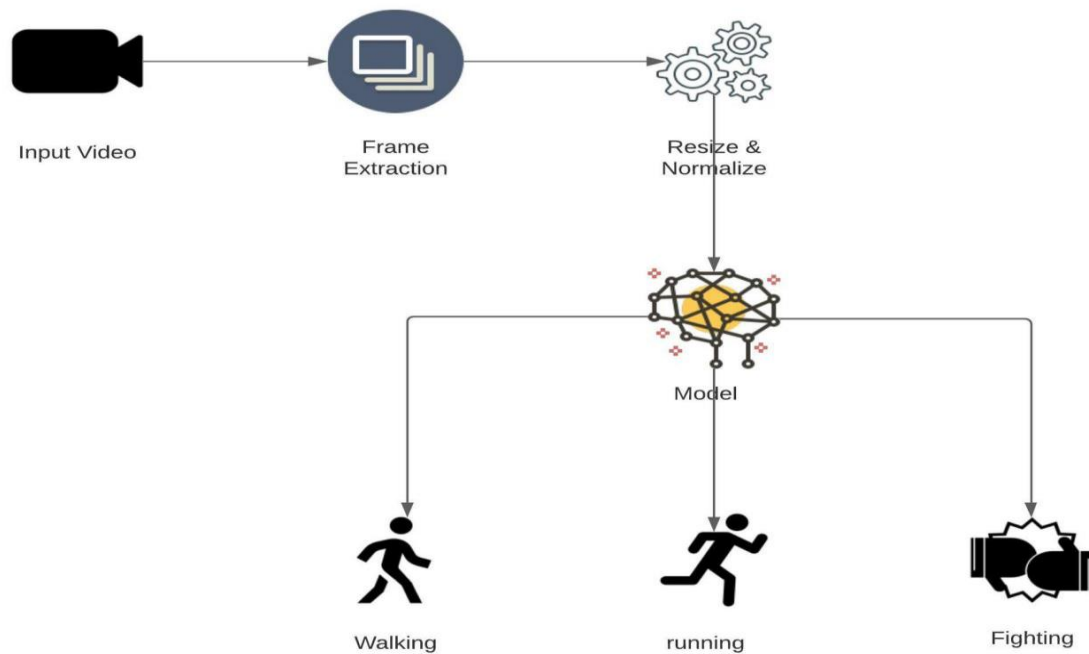 Input Video
Frame
Extraction
Resize &
Normalize
Model
Walking
running
Fighting